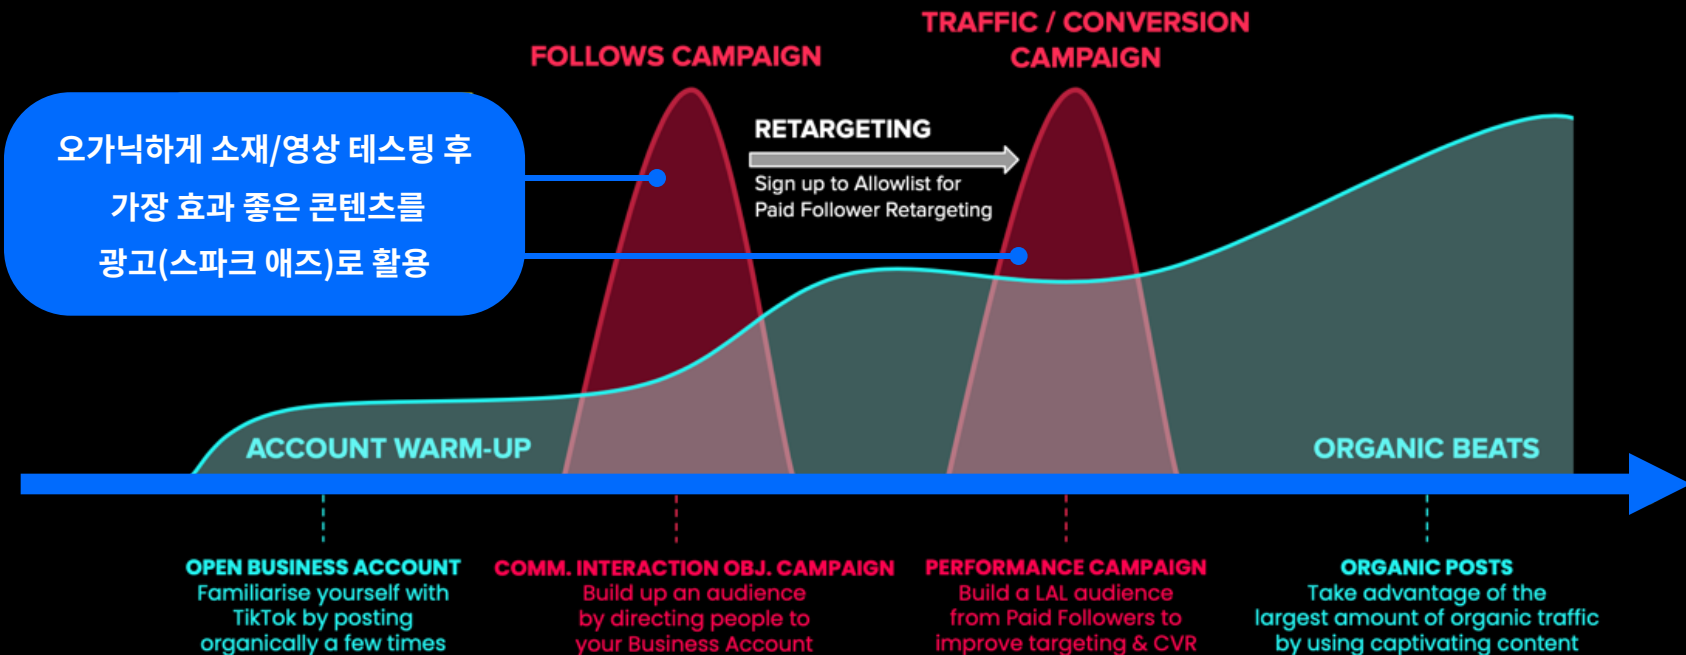 TRAFFIC / CONVERSION
CAMPAIGN
FOLLOWS CAMPAIGN
오가닉하게 소재/영상 테스팅 후
가장 효과 좋은 콘텐츠를
광고(스파크 애즈)로 활용
RETARGETING
Sign up to Allowlist for
Paid Follower Retargeting
ACCOUNT WARM-UP
ORGANIC BEATS
OPEN BUSINESS ACCOUNT
Familiarise yourself with
TikTok by posting
organically a few times
COMM. INTERACTION OBJ. CAMPAIGN
Build up an audience
by directing people to
your Business Account
PERFORMANCE CAMPAIGN
Build a LAL audience
from Paid Followers to
improve targeting & CVR
ORGANIC POSTS
Take advantage of the
largest amount of organic traffic
by using captivating content